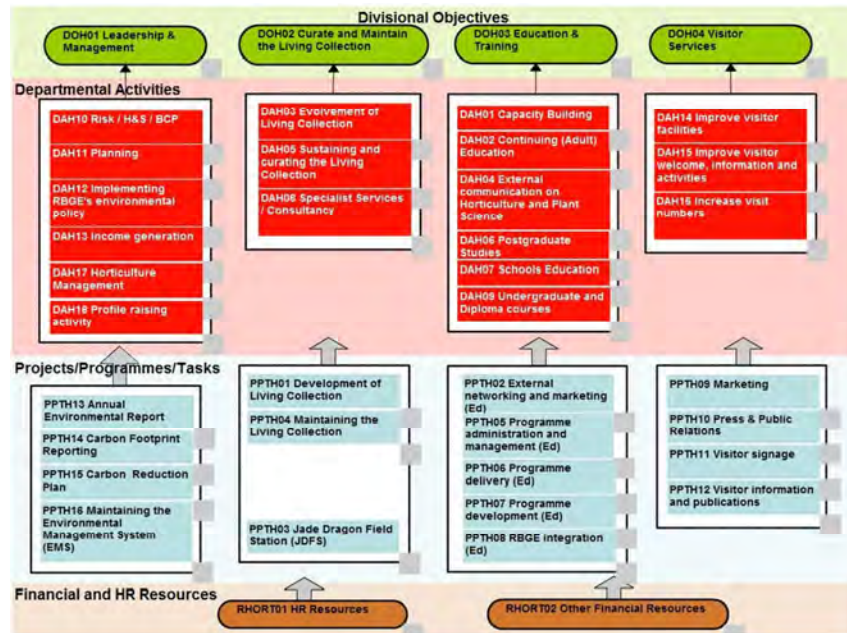 Divisional Objectives
DOH01 Leadership &
Management
DOH02 Curate and Maintain
the Living Collection
DOH03 Education &
Training
DOH04 Visitor
Services
Departmental Activities
DAH10 Risk / H&S / BCP
DAH11 Planning
DAH12 Implementing
RBGE's environmental
policy
DAH13 Income generation
DAH17 Horticulture
Management
DAH18 Profile raising
activity
DAH03 Evolvement of
Living Collection
DAH05 Sustaining and
curating the Living
Collection
DAH08 Specialist Services
/ Consultancy
DAH01 Capacity Building
DAH02 Continuing (Adult)
Education
DAH04 External
communication on
Horticulture and Plant
Science
DAH06 Postgraduate
Studies
DAH07 Schools Education
DAH09 Undergraduate and
Diploma courses
DAH14 Improve visitor
facilities
DAH15 Improve visitor
welcome, information and
activities
DAH16 Increase visit
numbers
Projects/Programmes/Tasks
PPTH13 Annual
Environmental Report
PPTH14 Carbon Footprint
Reporting
PPTH15 Carbon Reduction
Plan
PPTH16 Maintaining the
Environmental
Management System
(EMS)
PPTH01 Development of
Living Collection
PPTH04 Maintaining the
Living Collection
PPTH03 Jade Dragon Field
Station (JDFS)
PPTH02 External
networking and marketing
(Ed)
PPTH05 Programme
administration and
management (Ed)
PPTH06 Programme
delivery (Ed)
PPTH07 Programme
development (Ed)
PPTH08 RBGE integration
(Ed)
PPTH09 Marketing
PPTH10 Press & Public
Relations
PPTH11 Visitor signage
PPTH12 Visitor information
and publications
Financial and HR Resources
RHORT01 HR Resources
RHORT02 Other Financial Resources